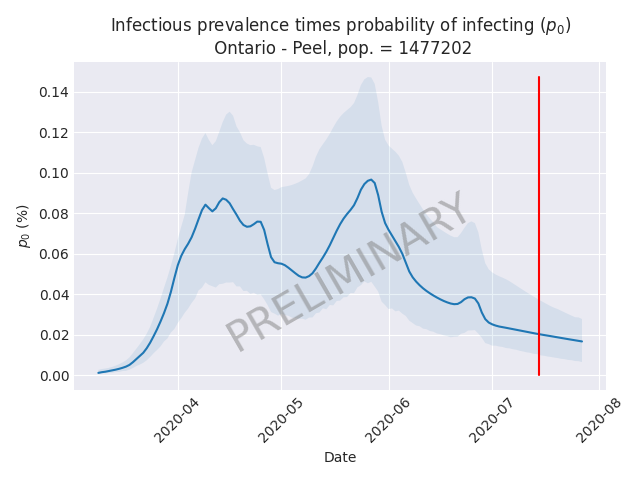 Infectious prevalence times probability of infecting (p₀)
Ontario - Peel, pop. = 1477202
0.14
0.12
0.10
0.08
0.06
0.04
0.02
0.00
p₀ (%)
PRELIMINARY
2020-04
2020-05
2020-06
2020-07
2020-08
Date